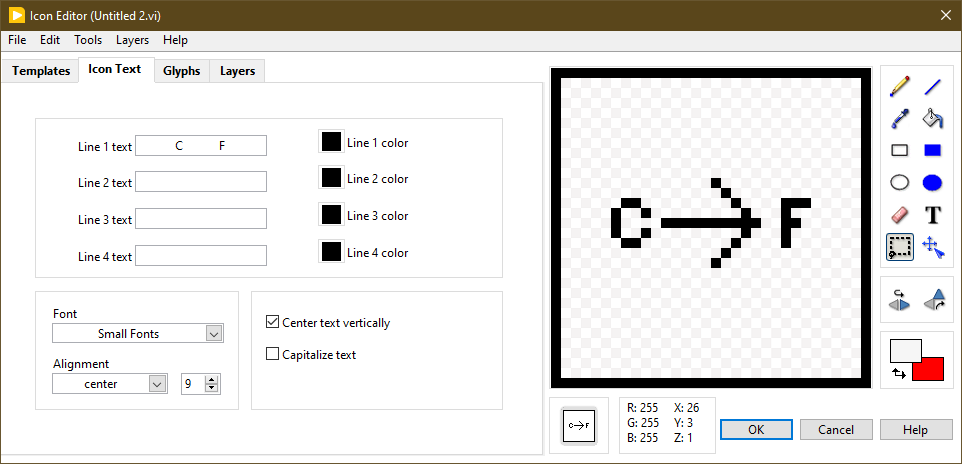 Icon Editor (Untitled 2.vi)
File Edit Tools Layers Help
Templates Icon Text Glyphs Layers
Line 1 text C F Line 1 color
Line 2 text Line 2 color
Line 3 text Line 3 color
Line 4 text Line 4 color
Font
Small Fonts
Alignment
center 9
Center text vertically
Capitalize text
C→F
T
C→F
R: 255 X: 26
G: 255 Y: 3
B: 255 Z: 1
OK Cancel Help